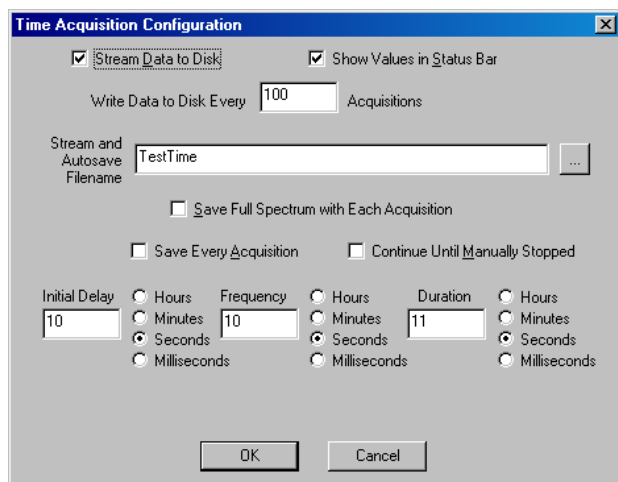 Time Acquisition Configuration
Stream Data to Disk Show Values in Status Bar
Write Data to Disk Every 100 Acquisitions
Stream and
Autosave
Filename
TestTime ...
Save Full Spectrum with Each Acquisition
Save Every Acquisition Continue Until Manually Stopped
Initial Delay Hours Frequency Hours Duration Hours
10 Minutes 10 Minutes 11 Minutes
Seconds Seconds Seconds
Milliseconds Milliseconds Milliseconds
OK Cancel